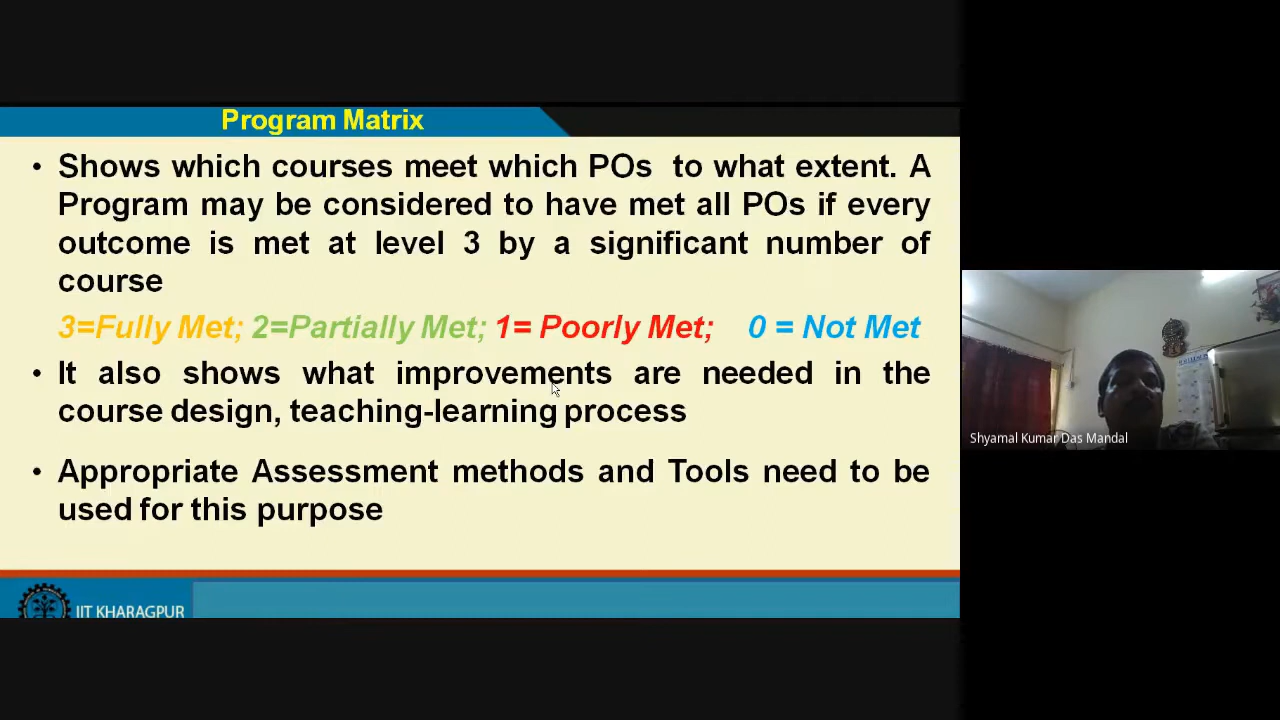 Program Matrix
• Shows which courses meet which POs to what extent. A
Program may be considered to have met all POs if every
outcome is met at level 3 by a significant number of
course
3=Fully Met; 2=Partially Met; 1= Poorly Met; 0 = Not Met
• It also shows what improvements are needed in the
course design, teaching-learning process
• Appropriate Assessment methods and Tools need to be
used for this purpose
IIT KHARAGPUR
Shyamal Kumar Das Mandal